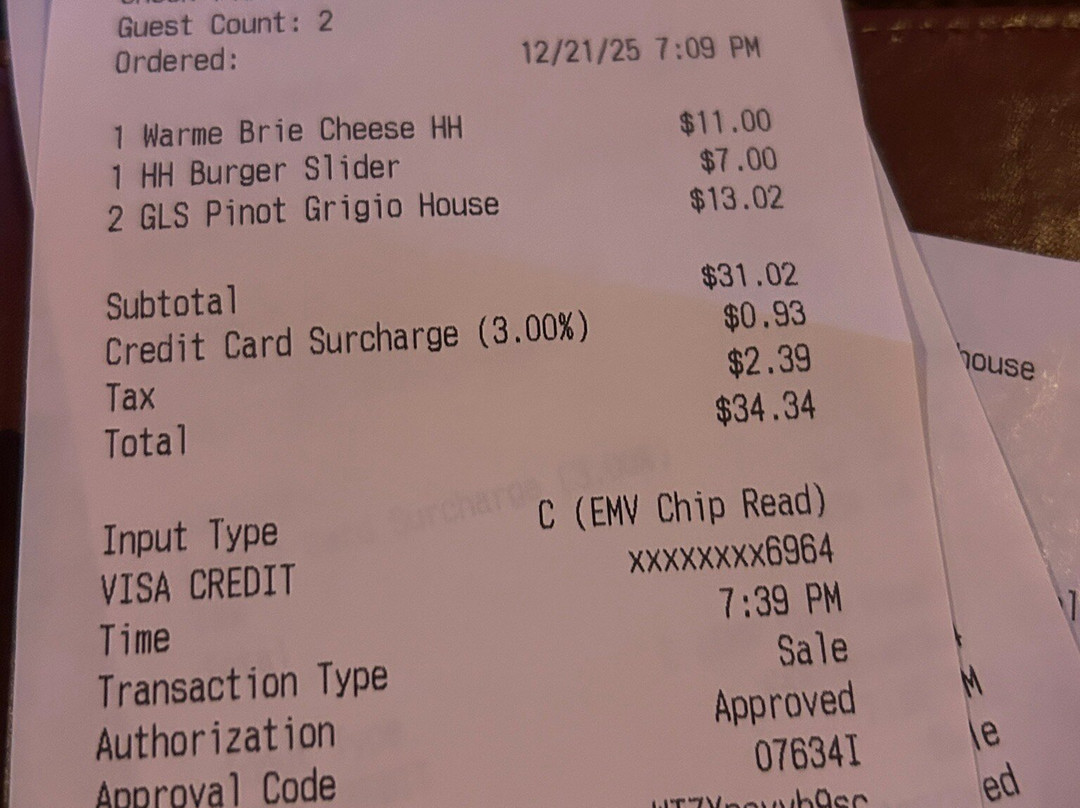 Guest Count: 2
Ordered: 12/21/25 7:09 PM
1 Warme Brie Cheese HH $11.00
1 HH Burger Slider $7.00
2 GLS Pinot Grigio House $13.02
Subtotal $31.02
Credit Card Surcharge (3.00%) $0.93
Tax $2.39
Total $34.34
Input Type C (EMV Chip Read)
VISA CREDIT xxxxxxxx6964
Time 7:39 PM
Transaction Type Sale
Authorization Approved
Approval Code 07634I
house
M
le
ed